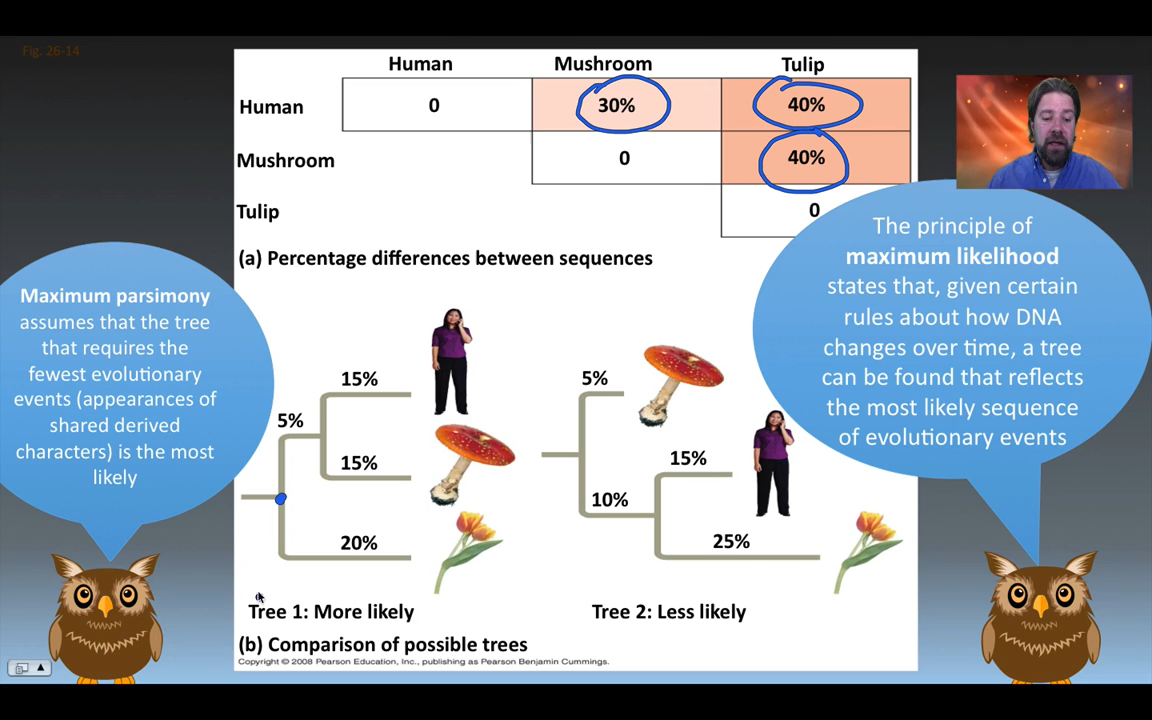 Fig. 26-14
Human Mushroom Tulip
Human 0 30% 40%
Mushroom 0 40%
Tulip 0
(a) Percentage differences between sequences
Maximum parsimony
assumes that the tree
that requires the
fewest evolutionary
events (appearances of
shared derived
characters) is the most
likely
The principle of
maximum likelihood
states that, given certain
rules about how DNA
changes over time, a tree
can be found that reflects
the most likely sequence
of evolutionary events
15%
5%
15%
20%
Tree 1: More likely
5%
15%
10%
25%
Tree 2: Less likely
(b) Comparison of possible trees
Copyright © 2008 Pearson Education, Inc., publishing as Pearson Benjamin Cummings.